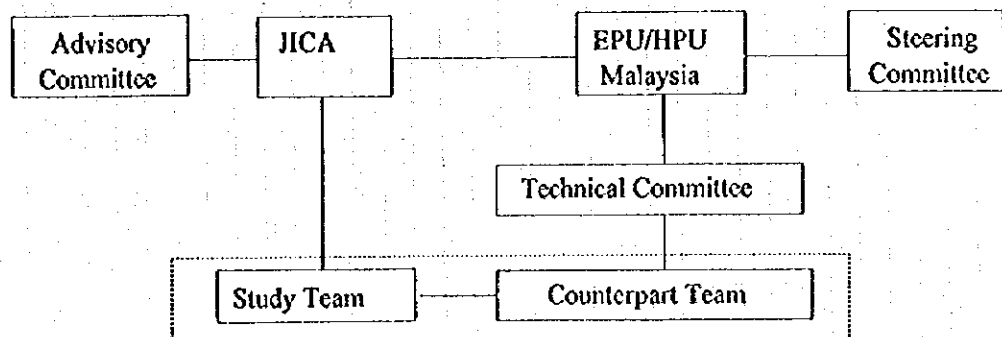 Advisory
Committee
JICA
EPU/HPU
Malaysia
Steering
Committee
Technical Committee
Study Team
Counterpart Team